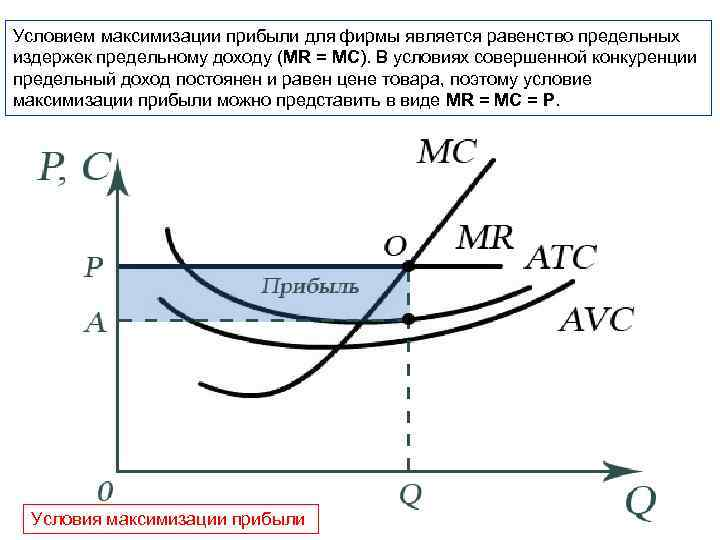 Условием максимизации прибыли для фирмы является равенство предельных
издержек предельному доходу (MR = MC). В условиях совершенной конкуренции
предельный доход постоянен и равен цене товара, поэтому условие
максимизации прибыли можно представить в виде MR = MC = P.
MC
P, C
O
MR
ATC
P
Прибыль
A
AVC
0
Q
Q
Условия максимизации прибыли